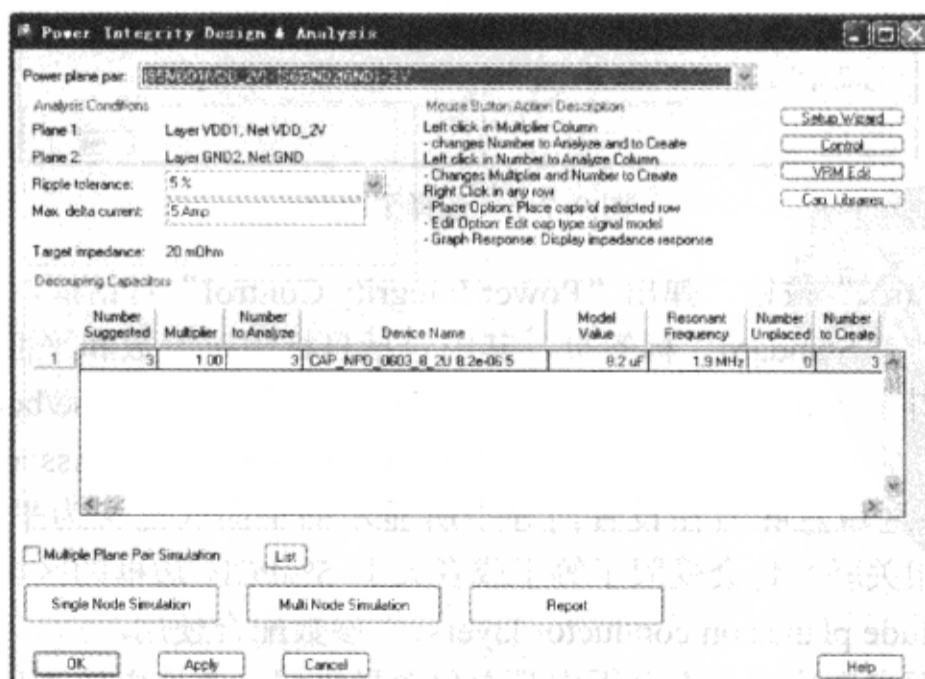 Power Integrity Design & Analysis
Power plane pair:
Analysis Conditions
Plane 1: Layer VDD1, Net VDD_2V
Plane 2: Layer GND2, Net GND
Ripple tolerance: 5 %
Max. delta current: 5 Amp
Target impedance: 20 mOhm
Mouse Button Action Description
Left click in Multiplier Column
- changes Number to Analyze and to Create
Left click in Number to Analyze Column
- Changes Multiplier and Number to Create
Right Click in any row
- Place Option: Place caps of selected row
- Edit Option: Edit cap type signal model
- Graph Response: Display impedance response
Setup Wizard
Control
VRM Edit
Cap. Libraries
Decoupling Capacitors
Number Suggested Multiplier Number to Analyze Device Name Model Value Resonant Frequency Number Unplaced Number to Create
1 3 1.00 3 CAP_NPO_0603_8_2U 8.2e-06 5 8.2 uF 1.9 MHz 0 3
Multiple Plane Pair Simulation List
Single Node Simulation Multi Node Simulation Report
OK Apply Cancel Help